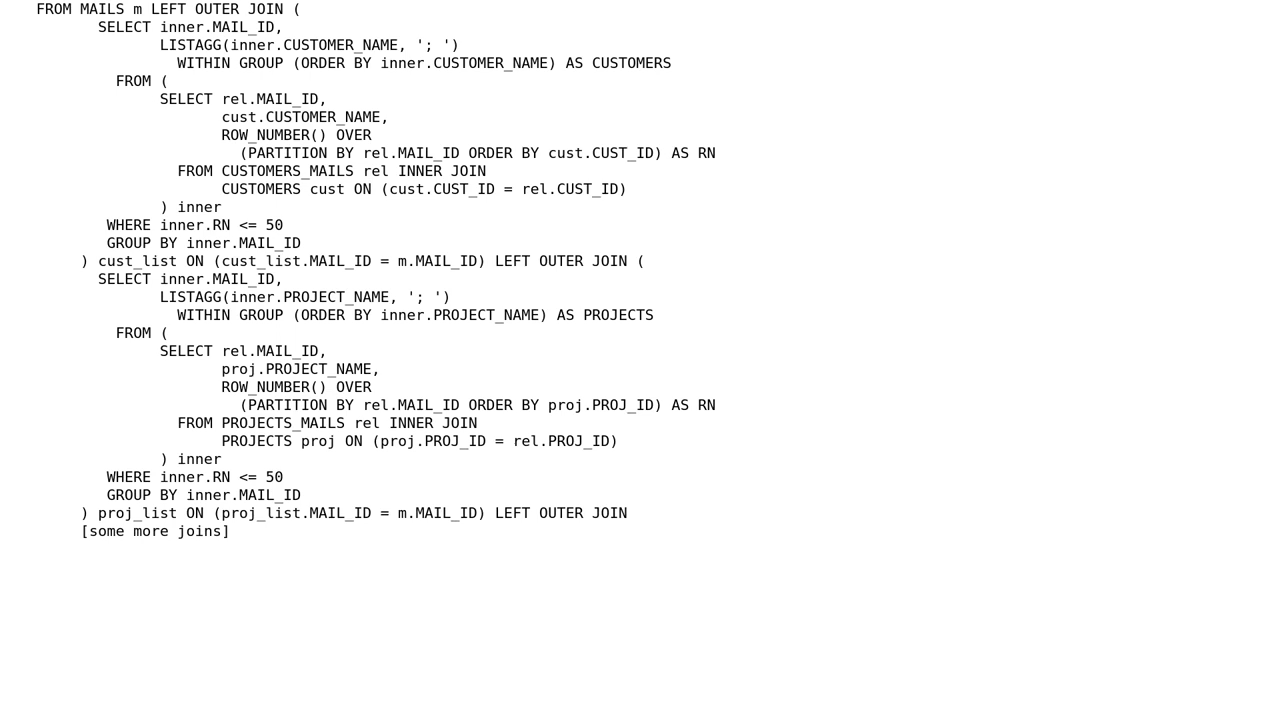 FROM MAILS m LEFT OUTER JOIN (
SELECT inner.MAIL_ID,
LISTAGG(inner.CUSTOMER_NAME, '; ')
WITHIN GROUP (ORDER BY inner.CUSTOMER_NAME) AS CUSTOMERS
FROM (
SELECT rel.MAIL_ID,
cust.CUSTOMER_NAME,
ROW_NUMBER() OVER
(PARTITION BY rel.MAIL_ID ORDER BY cust.CUST_ID) AS RN
FROM CUSTOMERS_MAILS rel INNER JOIN
CUSTOMERS cust ON (cust.CUST_ID = rel.CUST_ID)
) inner
WHERE inner.RN <= 50
GROUP BY inner.MAIL_ID
) cust_list ON (cust_list.MAIL_ID = m.MAIL_ID) LEFT OUTER JOIN (
SELECT inner.MAIL_ID,
LISTAGG(inner.PROJECT_NAME, '; ')
WITHIN GROUP (ORDER BY inner.PROJECT_NAME) AS PROJECTS
FROM (
SELECT rel.MAIL_ID,
proj.PROJECT_NAME,
ROW_NUMBER() OVER
(PARTITION BY rel.MAIL_ID ORDER BY proj.PROJ_ID) AS RN
FROM PROJECTS_MAILS rel INNER JOIN
PROJECTS proj ON (proj.PROJ_ID = rel.PROJ_ID)
) inner
WHERE inner.RN <= 50
GROUP BY inner.MAIL_ID
) proj_list ON (proj_list.MAIL_ID = m.MAIL_ID) LEFT OUTER JOIN
[some more joins]